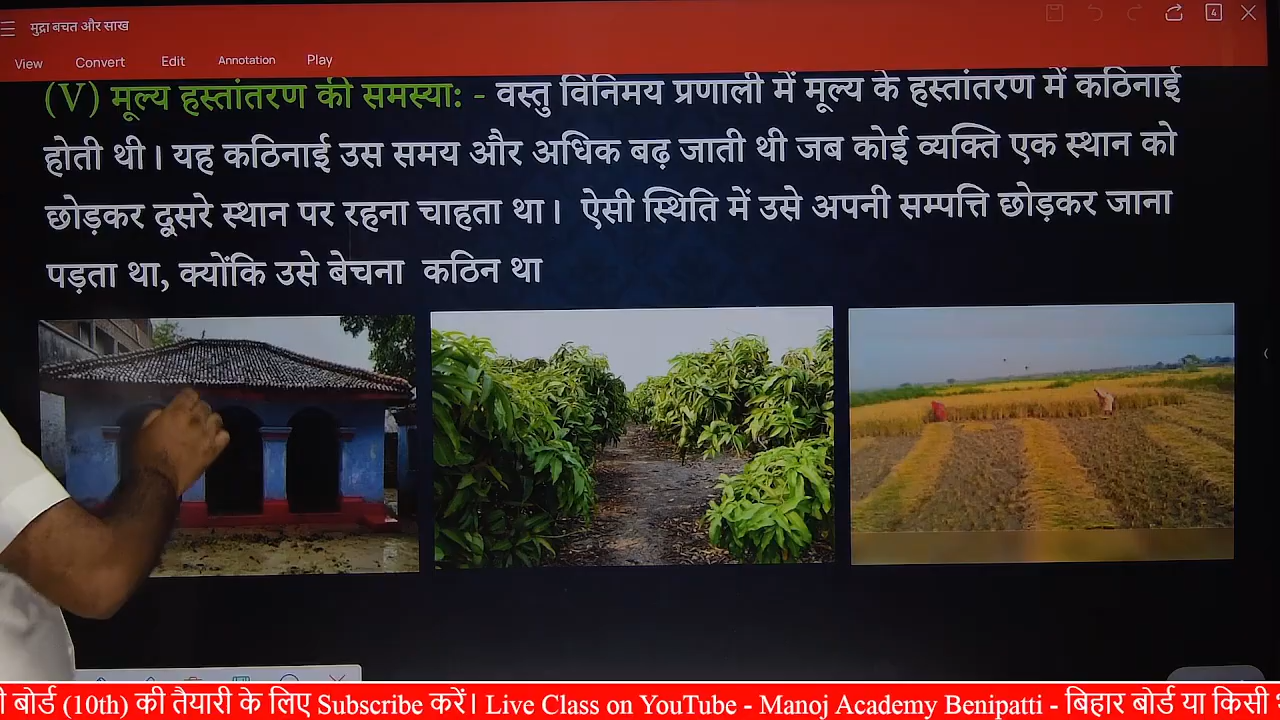 मुद्रा बचत और साख
View Convert Edit Annotation Play
(V) मूल्य हस्तांतरण की समस्या: - वस्तु विनिमय प्रणाली में मूल्य के हस्तांतरण में कठिनाई
होती थी । यह कठिनाई उस समय और अधिक बढ़ जाती थी जब कोई व्यक्ति एक स्थान को
छोड़कर दूसरे स्थान पर रहना चाहता था । ऐसी स्थिति में उसे अपनी सम्पत्ति छोड़कर जाना
पड़ता था, क्योंकि उसे बेचना कठिन था
बोर्ड (10th) की तैयारी के लिए Subscribe करें । Live Class on YouTube - Manoj Academy Benipatti - बिहार बोर्ड या किसी